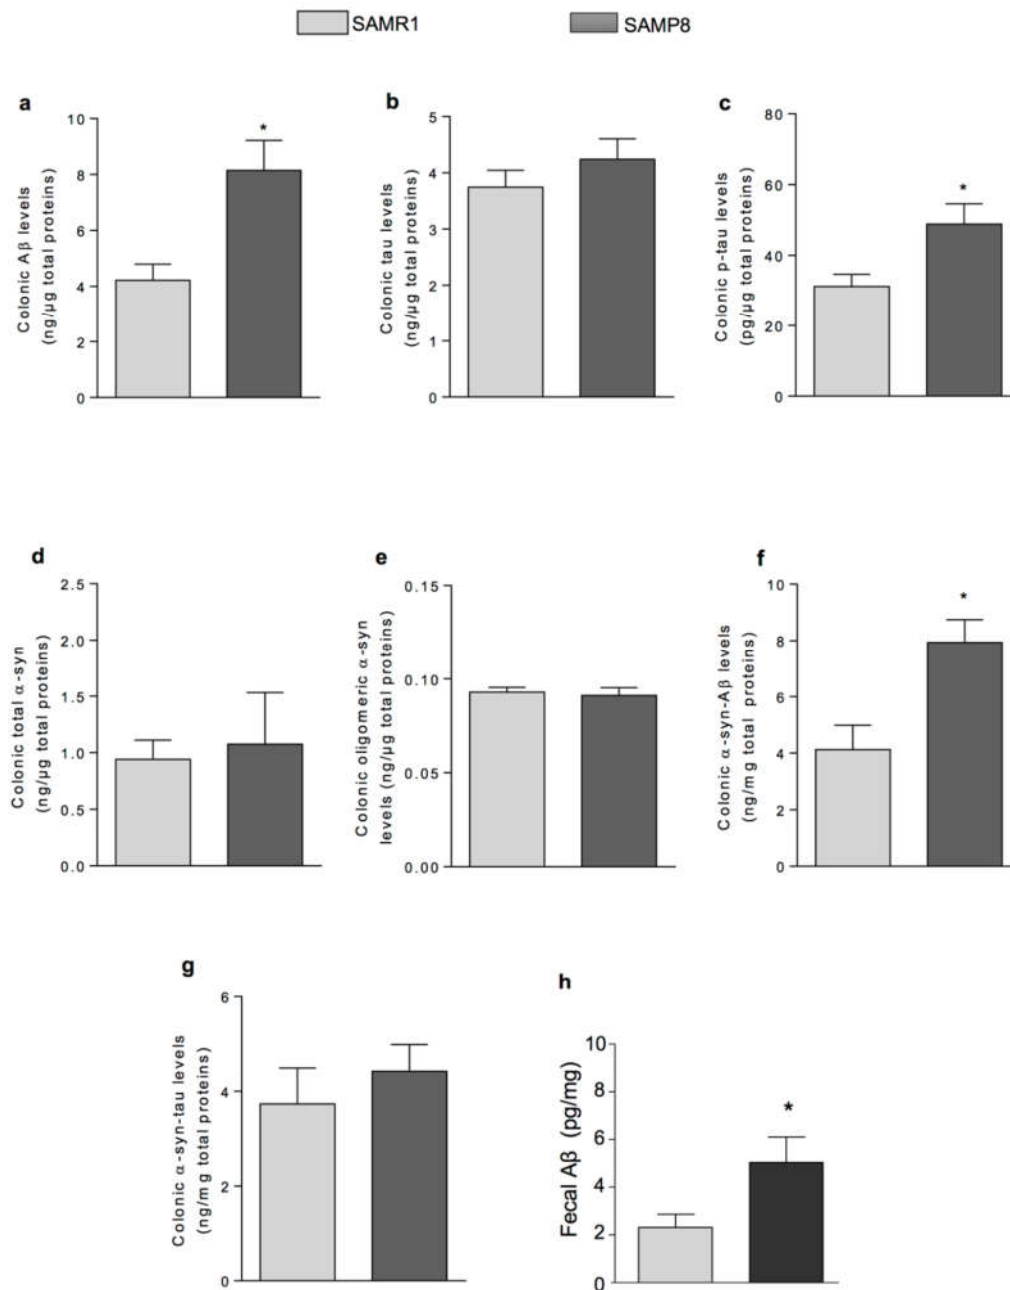 SAMR1
SAMP8
a
Colonic Aβ levels
(ng/µg total proteins)
10
8
6
4
2
0
*
b
Colonic tau levels
(ng/µg total proteins)
5
4
3
2
1
0
c
Colonic p-tau levels
(pg/µg total proteins)
80
60
40
20
0
*
d
Colonic total α-syn
(ng/µg total proteins)
2.5
2.0
1.5
1.0
0.5
0.0
e
Colonic oligomeric α-syn
levels (ng/µg total proteins)
0.15
0.10
0.05
0.00
f
Colonic α-syn-Aβ levels
(ng/mg total proteins)
10
8
6
4
2
0
*
g
Colonic α-syn-tau levels
(ng/mg total proteins)
6
4
2
0
h
Fecal Aβ (pg/mg)
10
8
6
4
2
0
*